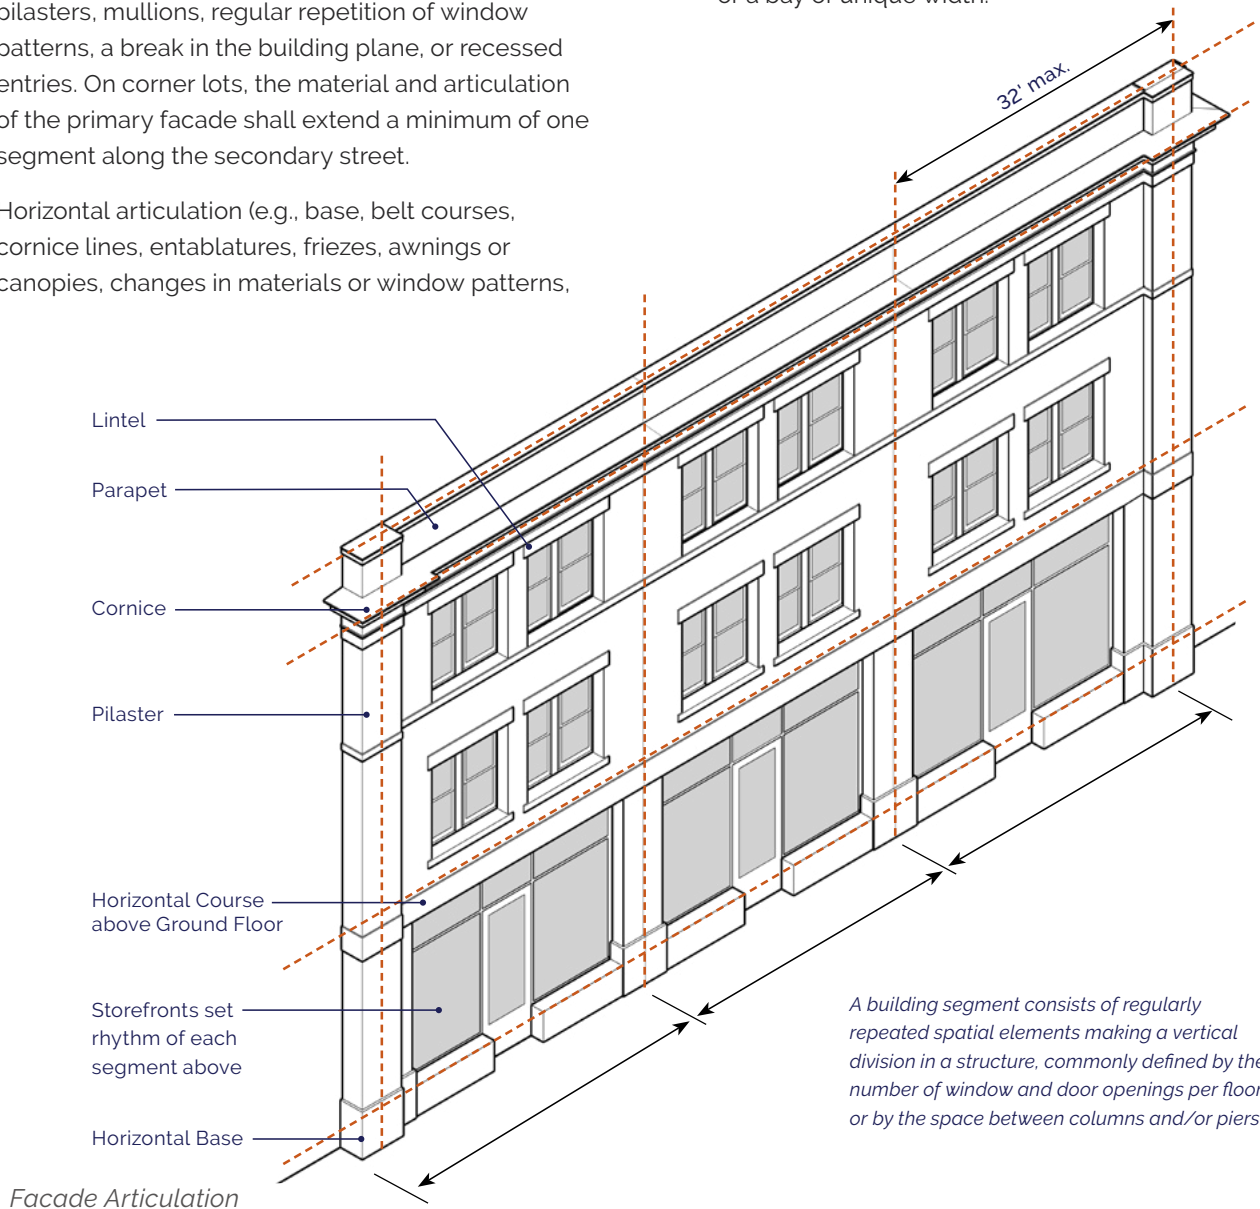 pilasters, mullions, regular repetition of window
patterns, a break in the building plane, or recessed
entries. On corner lots, the material and articulation
of the primary facade shall extend a minimum of one
segment along the secondary street.
Horizontal articulation (e.g., base, belt courses,
cornice lines, entablatures, friezes, awnings or
canopies, changes in materials or window patterns,
of a bay of unique width.
32' max.
Lintel
Parapet
Cornice
Pilaster
Horizontal Course
above Ground Floor
Storefronts set
rhythm of each
segment above
Horizontal Base
A building segment consists of regularly
repeated spatial elements making a vertical
division in a structure, commonly defined by the
number of window and door openings per floor
or by the space between columns and/or piers
Facade Articulation